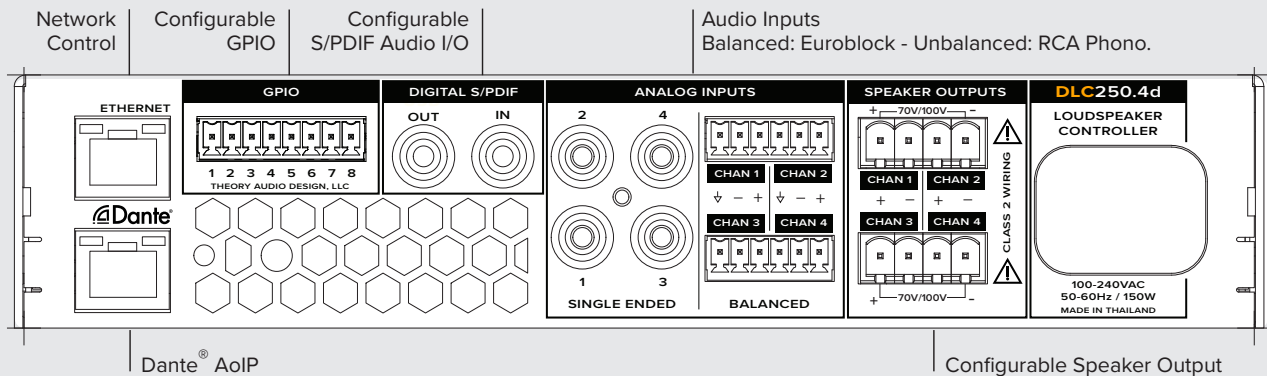 Network
Control
Configurable
GPIO
Configurable
S/PDIF Audio I/O
Audio Inputs
Balanced: Euroblock - Unbalanced: RCA Phono.
ETHERNET
Dante®
GPIO
1 2 3 4 5 6 7 8
THEORY AUDIO DESIGN, LLC
DIGITAL S/PDIF
OUT IN
ANALOG INPUTS
2 4
1 3
SINGLE ENDED
CHAN 1 CHAN 2
- + - +
CHAN 3 CHAN 4
BALANCED
SPEAKER OUTPUTS
+ 70V/100V -
CHAN 1 CHAN 2
+ - + -
CHAN 3 CHAN 4
+ 70V/100V -
CLASS 2 WIRING
DLC250.4d
LOUDSPEAKER
CONTROLLER
100-240VAC
50-60Hz / 150W
MADE IN THAILAND
Dante® AoIP
Configurable Speaker Output